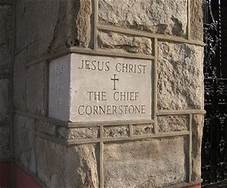 JESUS CHRIST
✝
THE CHIEF
CORNERSTONE